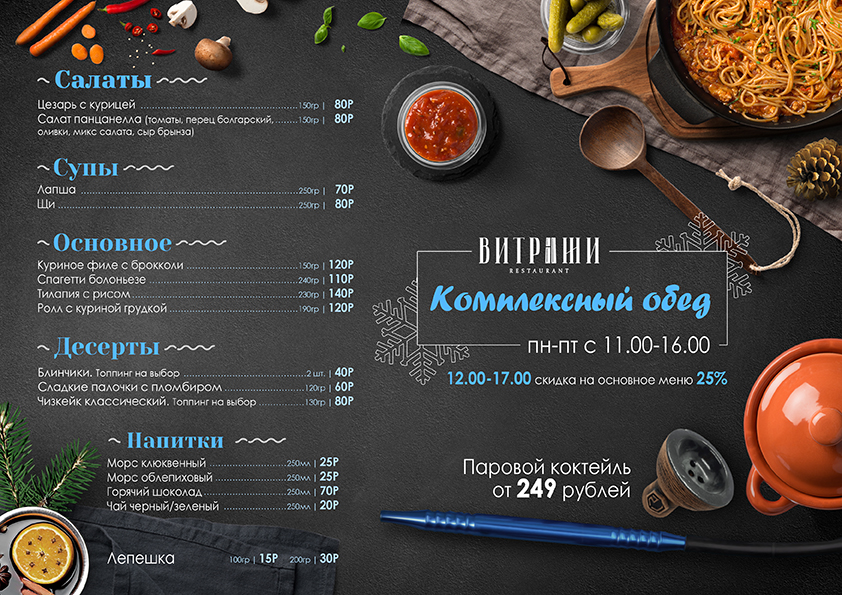 Салаты
Цезарь с курицей 150гр | 80Р
Салат панцанелла (томаты, перец болгарский, 150гр | 80Р
оливки, микс салата, сыр брынза)
Супы
Лапша 250гр | 70Р
Щи 250гр | 80Р
Основное
Куриное филе с брокколи 150гр | 120Р
Спагетти болоньезе 240гр | 110Р
Тилапия с рисом 230гр | 140Р
Ролл с куриной грудкой 190гр | 120Р
Десерты
Блинчики. Топпинг на выбор 2 шт. | 40Р
Сладкие палочки с пломбиром 120гр | 60Р
Чизкейк классический. Топпинг на выбор 130гр | 80Р
Напитки
Морс клюквенный 250мл | 25Р
Морс облепиховый 250мл | 25Р
Горячий шоколад 250мл | 70Р
Чай черный/зеленый 250мл | 20Р
Лепешка 100гр | 15Р 200гр | 30Р
ВИТРАЖИ
RESTAURANT
Комплексный обед
пн-пт с 11.00-16.00
12.00-17.00 скидка на основное меню 25%
Паровой коктейль
от 249 рублей